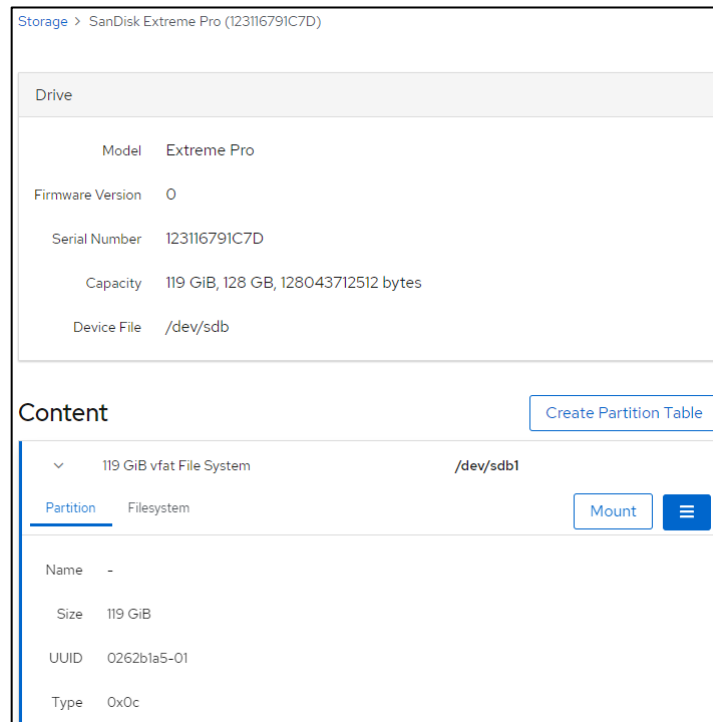 Storage > SanDisk Extreme Pro (123116791C7D)
Drive
Model Extreme Pro
Firmware Version 0
Serial Number 123116791C7D
Capacity 119 GiB, 128 GB, 128043712512 bytes
Device File /dev/sdb
Content Create Partition Table
119 GiB vfat File System /dev/sdb1
Partition Filesystem Mount
Name -
Size 119 GiB
UUID 0262b1a5-01
Type 0x0c